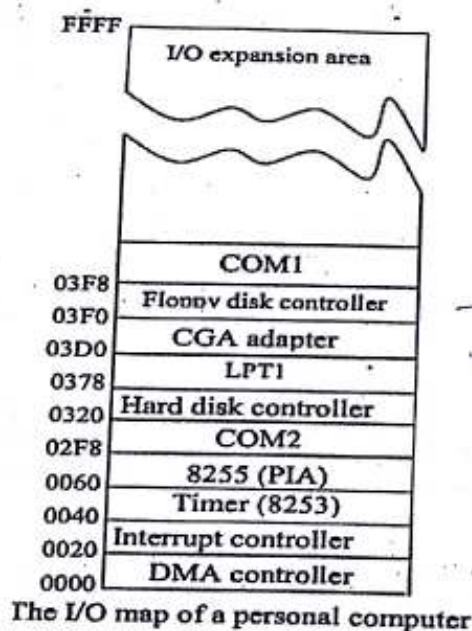 FFFF
I/O expansion area
COM1
03F8
Floppy disk controller
03F0
CGA adapter
03D0
LPT1
0378
Hard disk controller
0320
COM2
02F8
8255 (PIA)
0060
Timer (8253)
0040
Interrupt controller
0020
DMA controller
0000
The I/O map of a personal computer